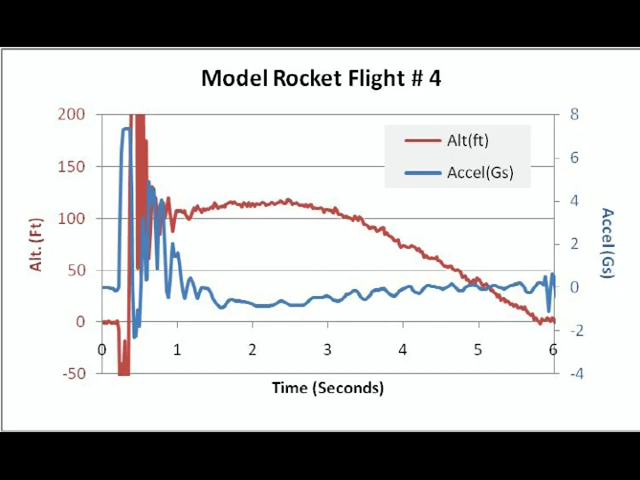 Model Rocket Flight # 4
200
150
100
50
0
-50
Alt. (Ft)
Alt(ft)
Accel(Gs)
8
6
4
2
0
-2
-4
Accel (Gs)
0 1 2 3 4 5 6
Time (Seconds)